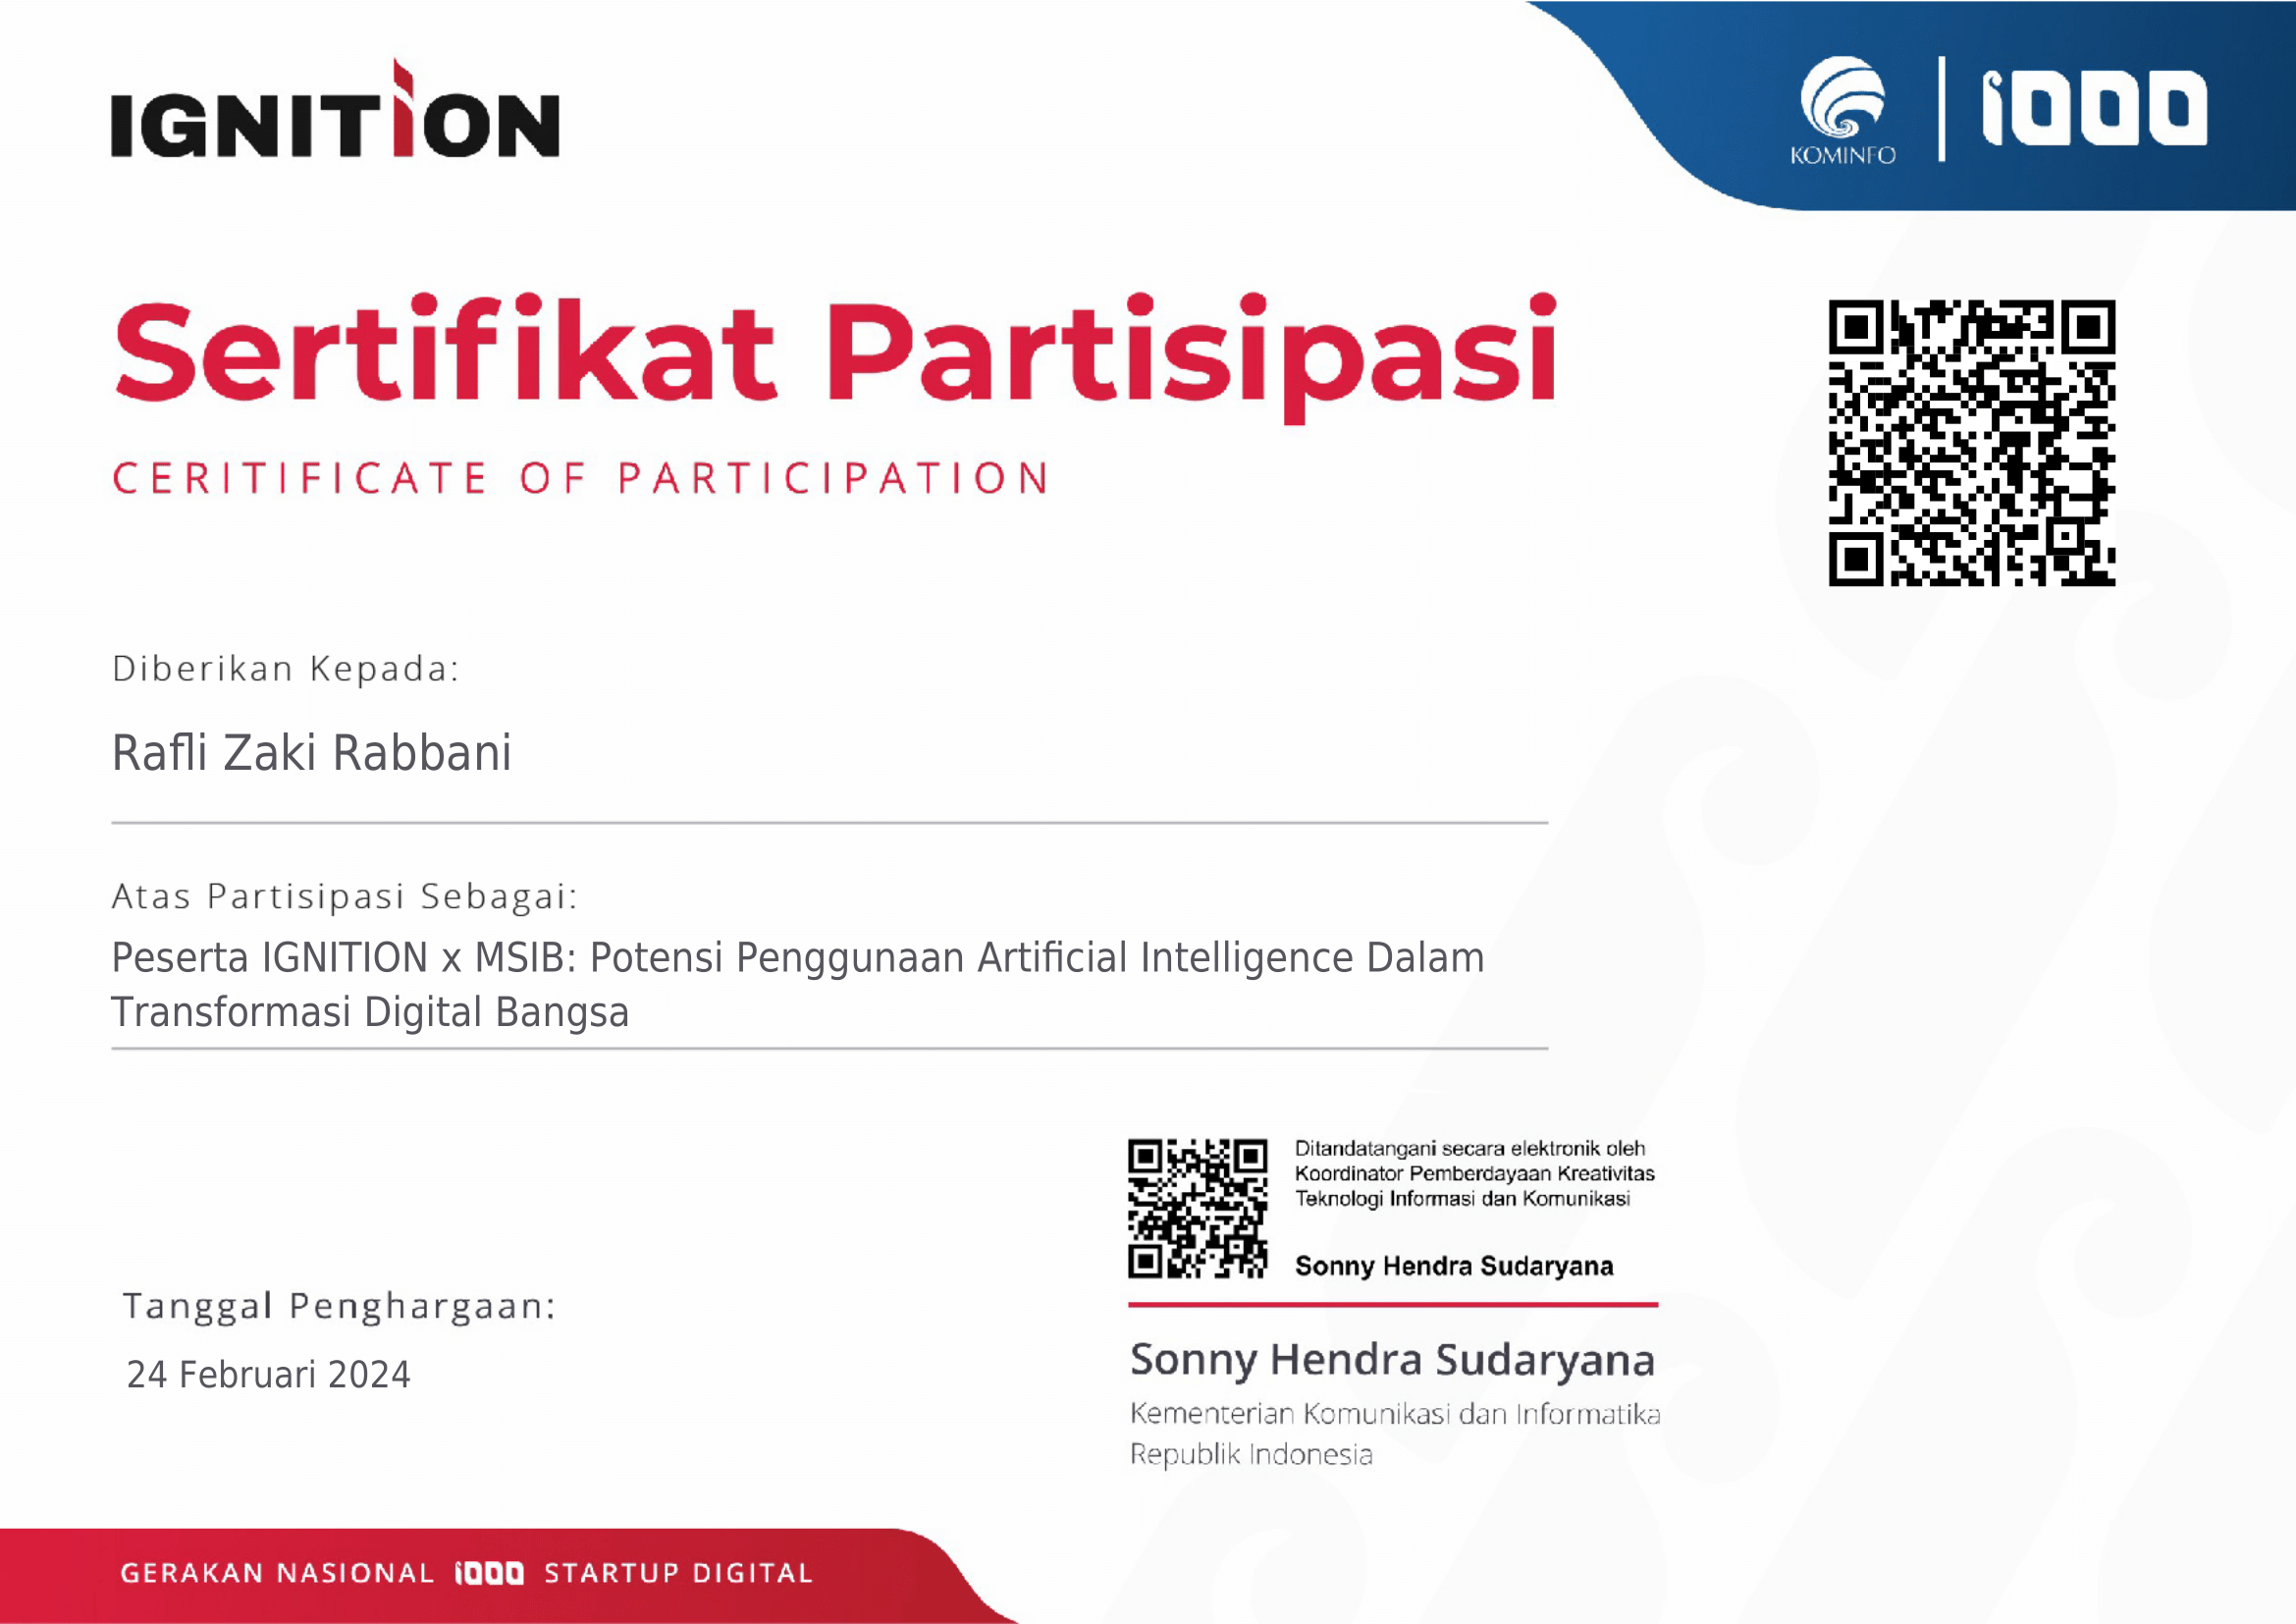 IGNITION
KOMINFO
1000
Sertifikat Partisipasi
CERITIFICATE OF PARTICIPATION
Diberikan Kepada:
Rafli Zaki Rabbani
Atas Partisipasi Sebagai:
Peserta IGNITION x MSIB: Potensi Penggunaan Artificial Intelligence Dalam
Transformasi Digital Bangsa
Ditandatangani secara elektronik oleh
Koordinator Pemberdayaan Kreativitas
Teknologi Informasi dan Komunikasi
Sonny Hendra Sudaryana
Tanggal Penghargaan:
24 Februari 2024
Sonny Hendra Sudaryana
Kementerian Komunikasi dan Informatika
Republik Indonesia
GERAKAN NASIONAL 1000 STARTUP DIGITAL